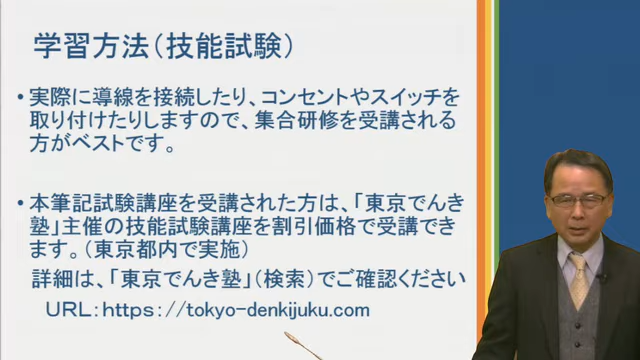 学習方法（技能試験）
•実際に導線を接続したり、コンセントやスイッチを
取り付けたりしますので、集合研修を受講される
方がベストです。
•本筆記試験講座を受講された方は、「東京でんき
塾」主催の技能試験講座を割引価格で受講でき
ます。（東京都内で実施）
詳細は、「東京でんき塾」（検索）でご確認ください
URL：https://tokyo-denkijuku.com